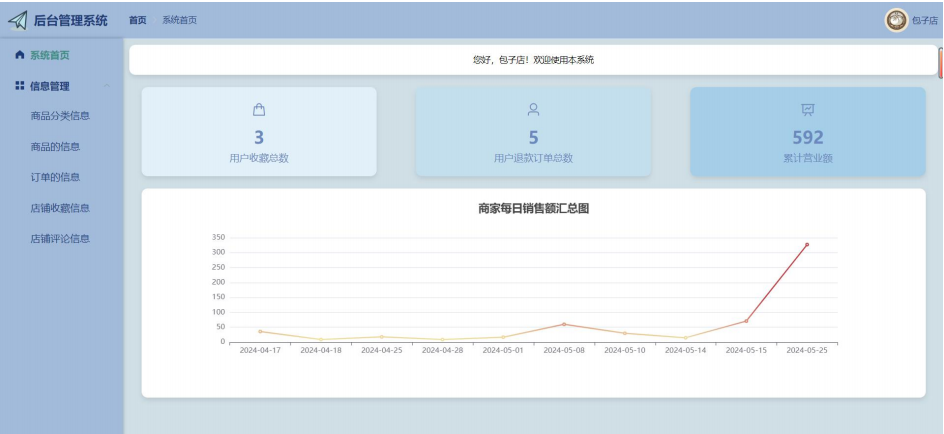 后台管理系统
首页 / 系统首页
包子店
系统首页
信息管理
商品分类信息
商品的信息
订单的信息
店铺收藏信息
店铺评论信息
您好，包子店！欢迎使用本系统
3
用户收藏总数
5
用户退款订单总数
592
累计营业额
商家每日销售额汇总图
350
300
250
200
150
100
50
0
2024-04-17 2024-04-18 2024-04-25 2024-04-28 2024-05-01 2024-05-08 2024-05-10 2024-05-14 2024-05-15 2024-05-25